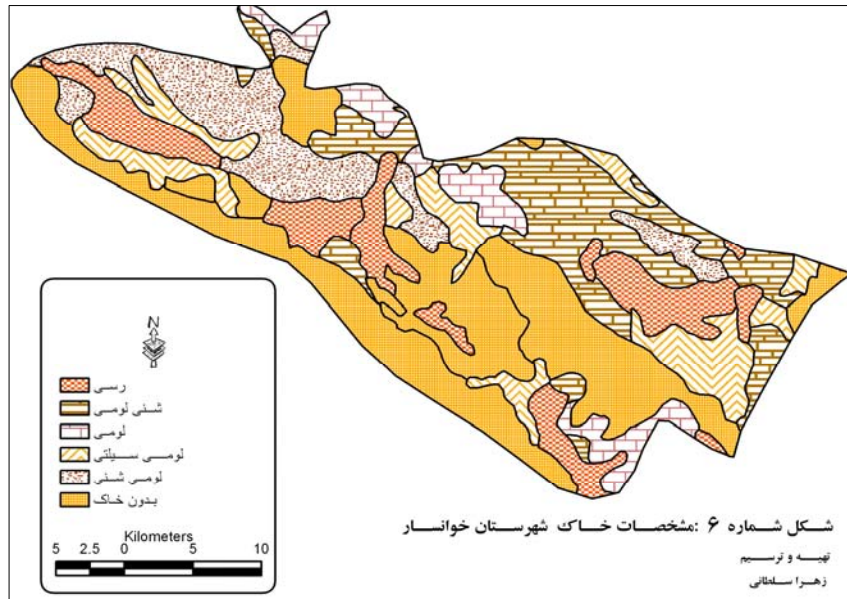 N
رسی
شنی لومی
لومی
لومی سیلتی
لومی شنی
بدون خاک
Kilometers
5 2.5 0 5 10
شکل شماره ۶ :مشخصات خاک شهرستان خوانسار
تهیه و ترسیم
زهرا سلطانی